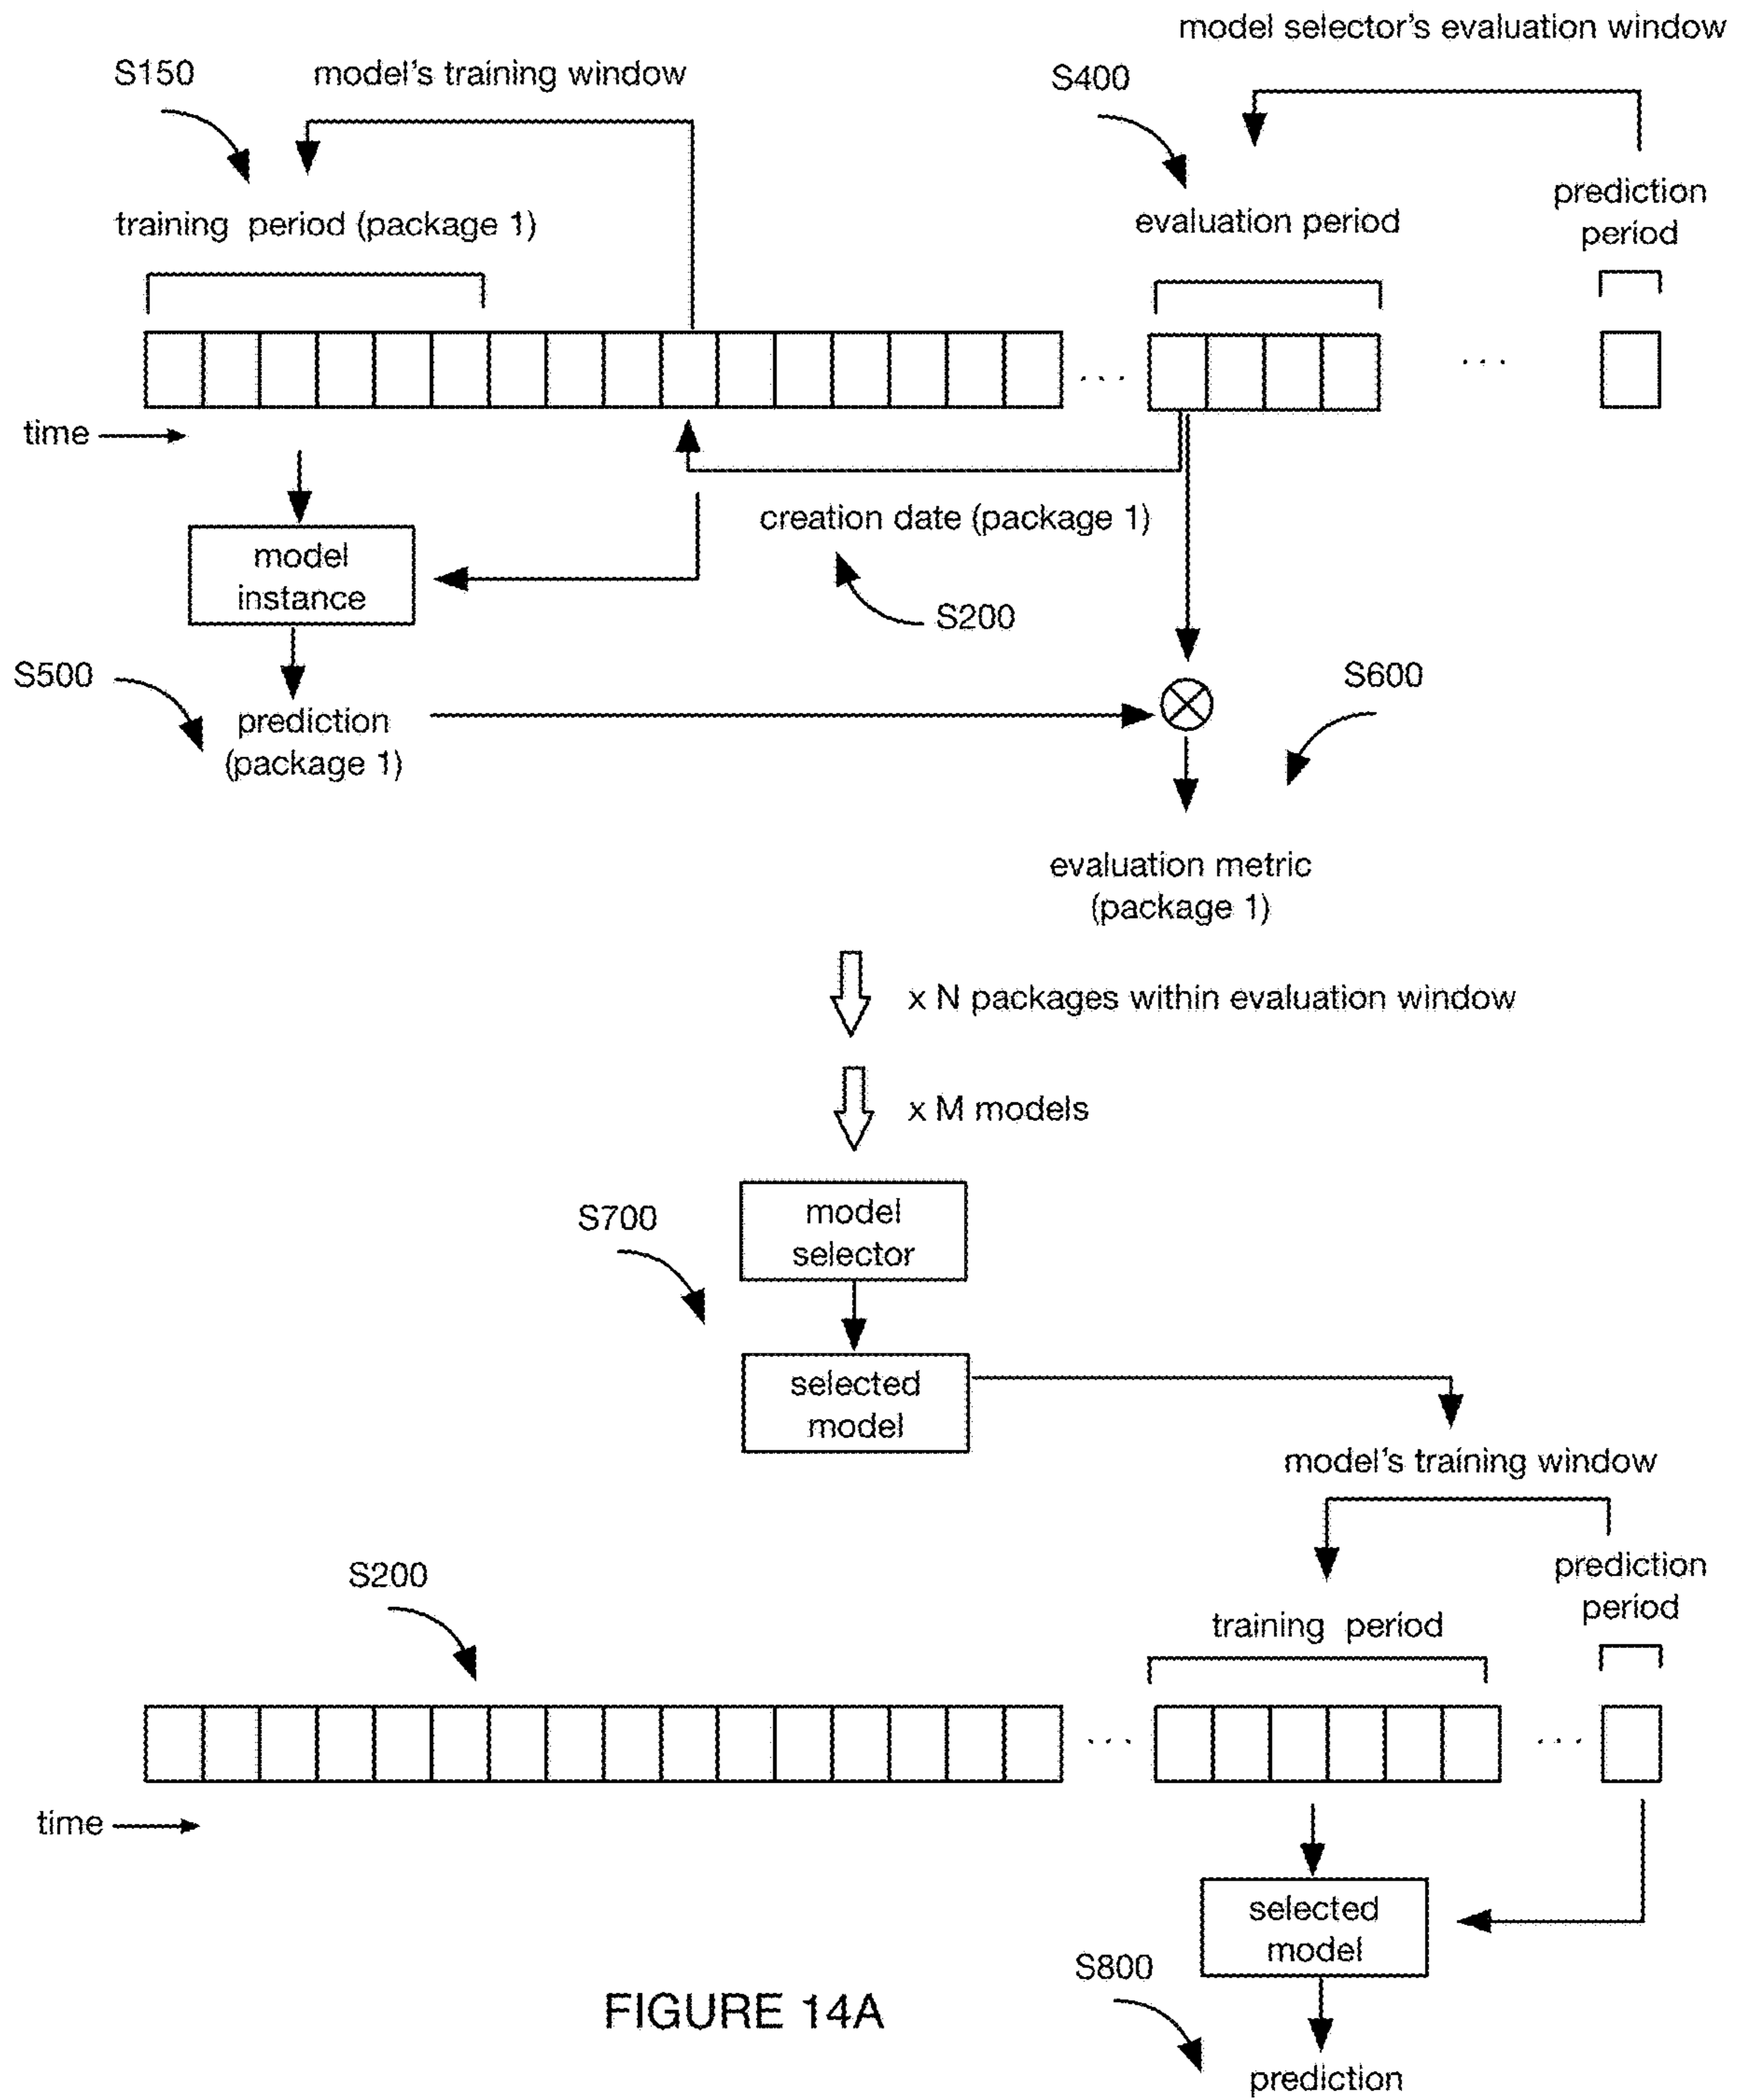 model selector's evaluation window
S150
model's training window
S400
prediction
period
training period (package 1)
evaluation period
. . .
. . .
time
creation date (package 1)
model
instance
S200
S500
S600
prediction
(package 1)
evaluation metric
(package 1)
x N packages within evaluation window
x M models
model
selector
S700
selected
model
model's training window
prediction
period
S200
training period
. . .
. . .
time
selected
model
S800
FIGURE 14A
prediction